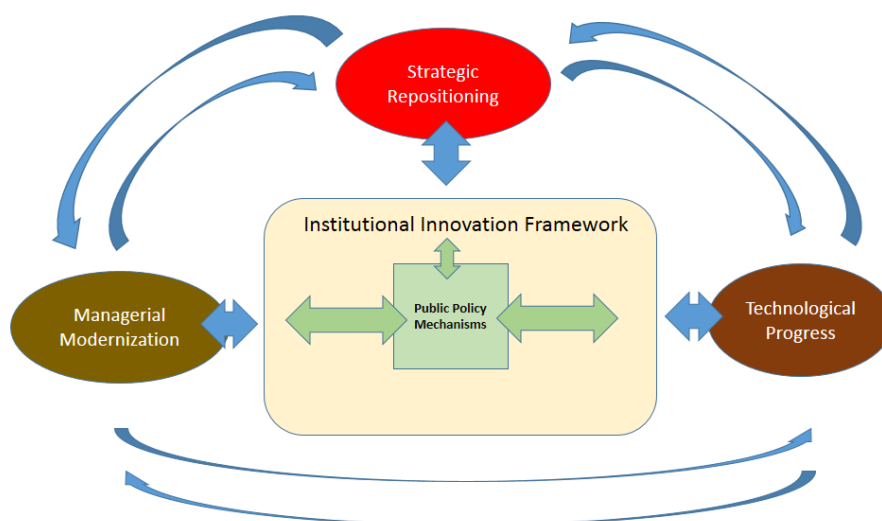 Strategic
Repositioning
Institutional Innovation Framework
Public Policy
Mechanisms
Managerial
Modernization
Technological
Progress